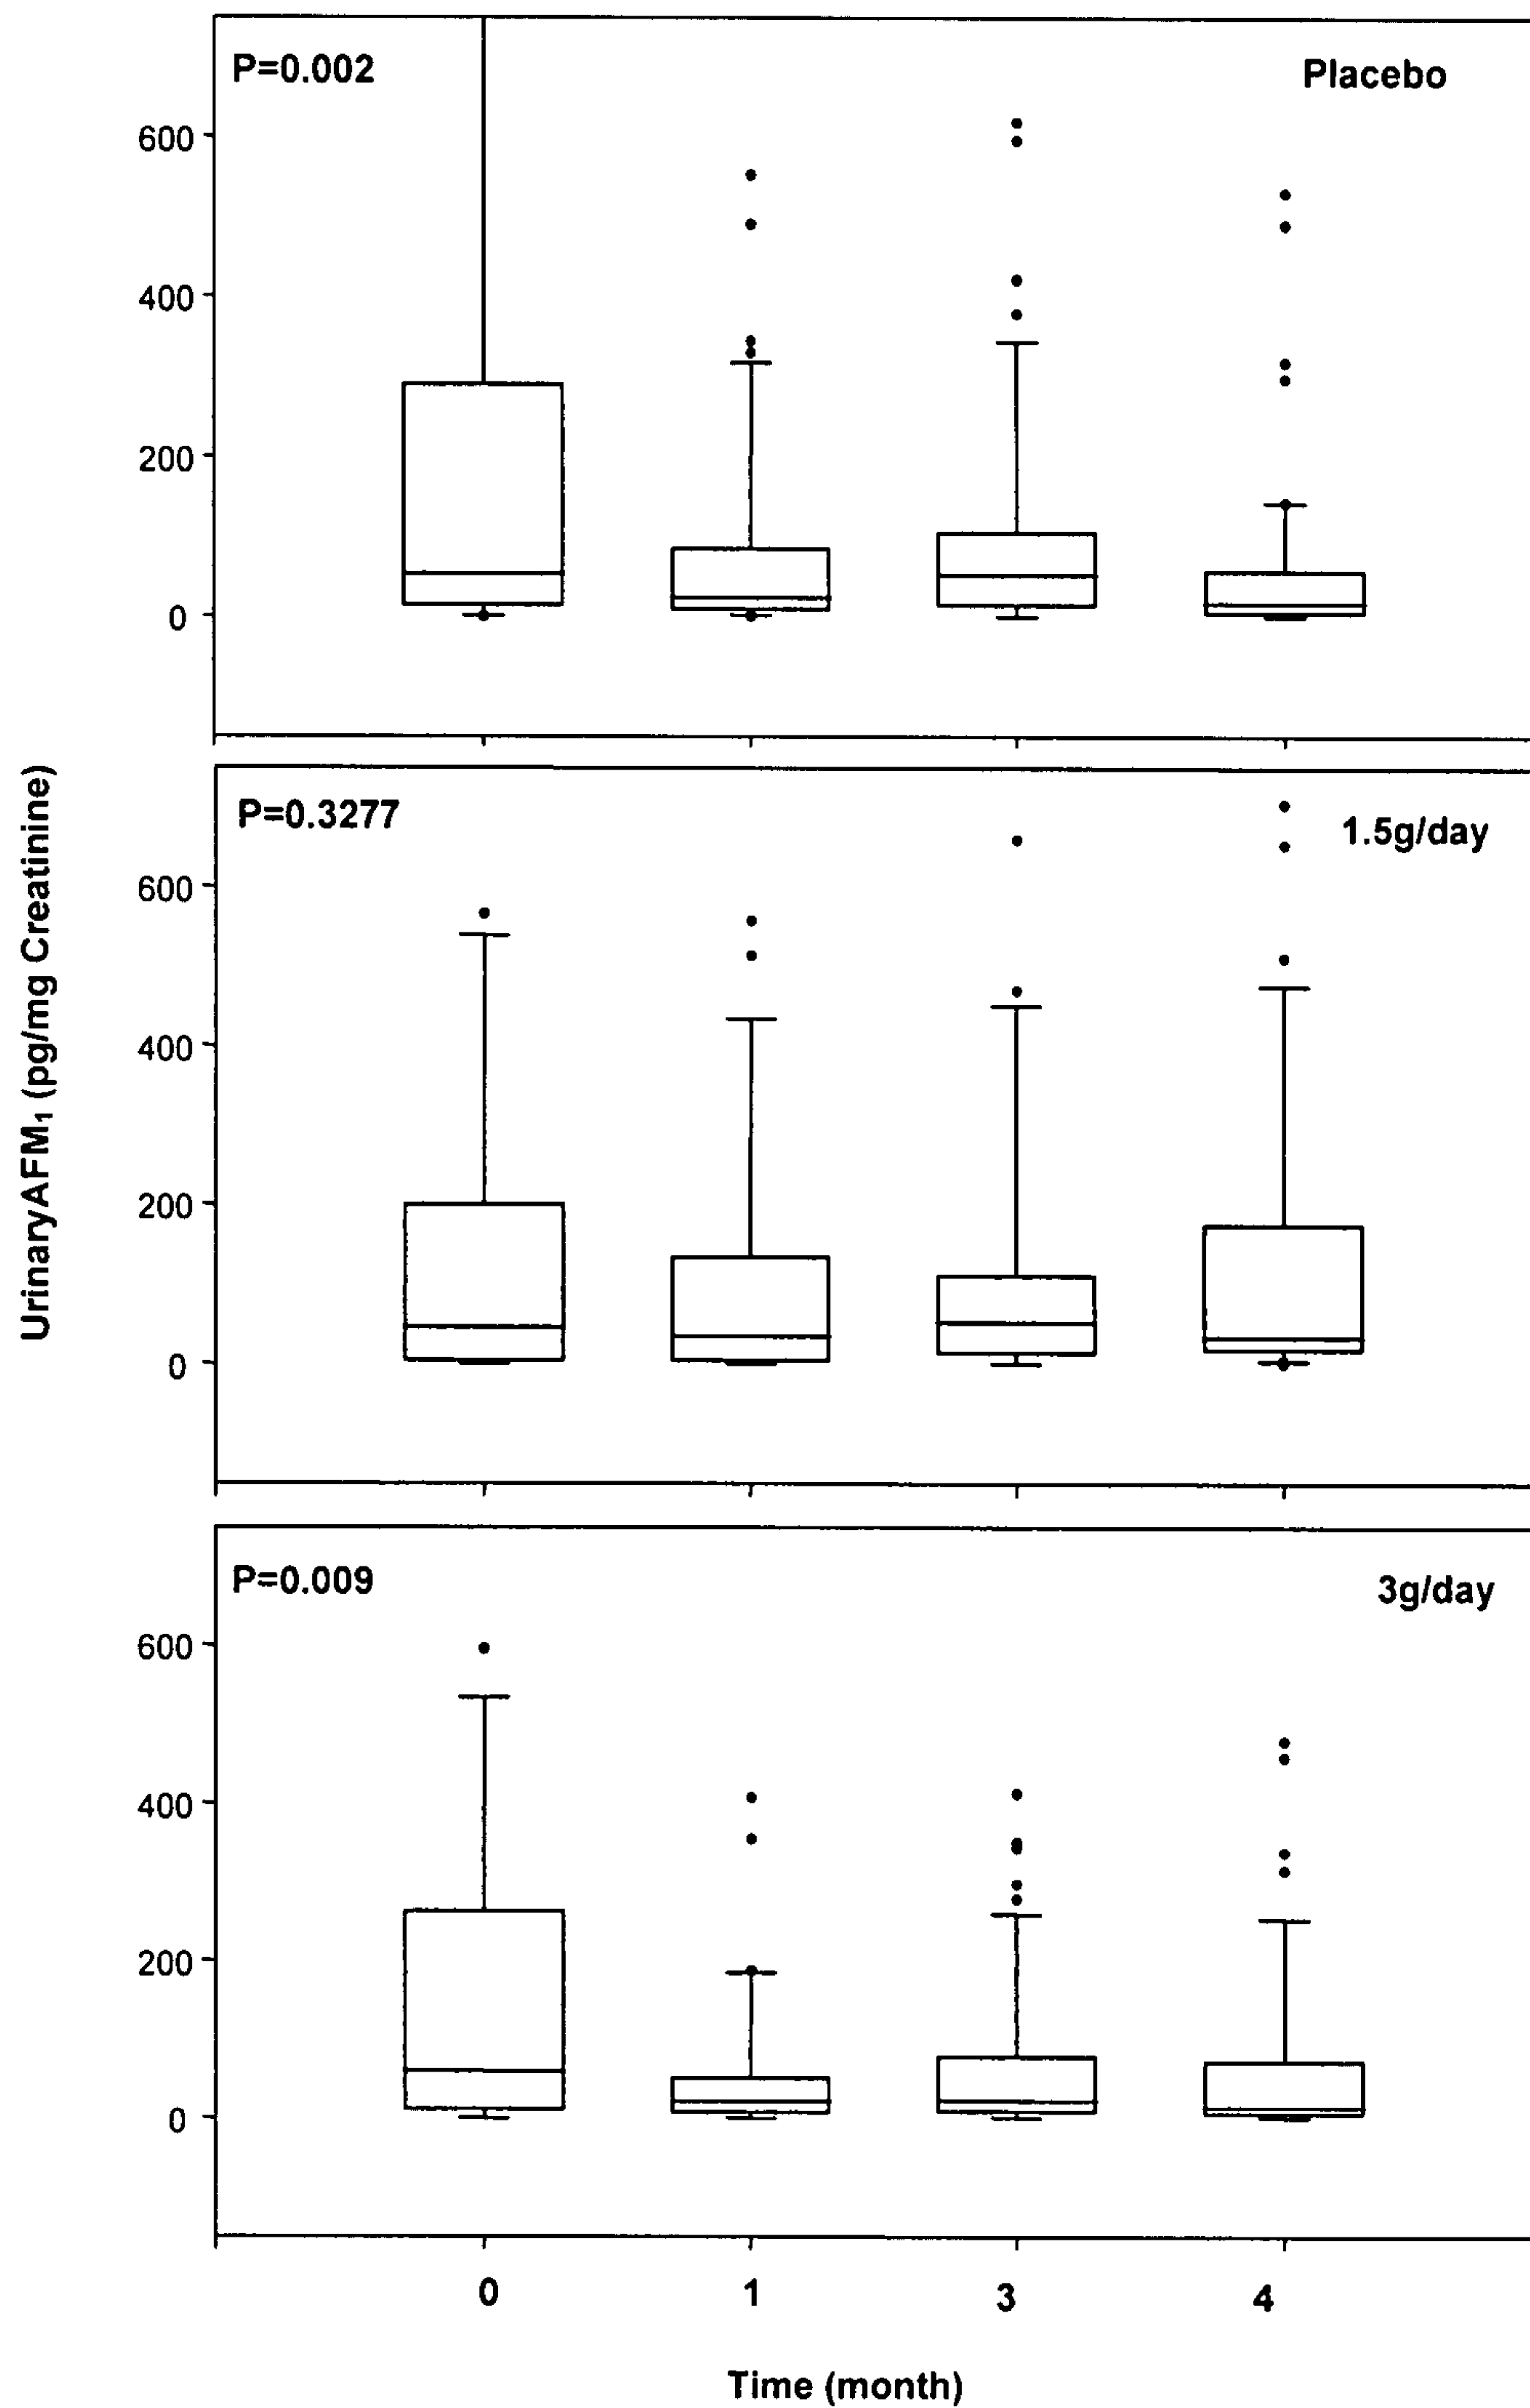 P=0.002
Placebo
600
400
200
0
P=0.3277
1.5g/day
600
400
200
0
UrinaryAFM₁ (pg/mg Creatinine)
P=0.009
3g/day
600
400
200
0
0 1 3 4
Time (month)